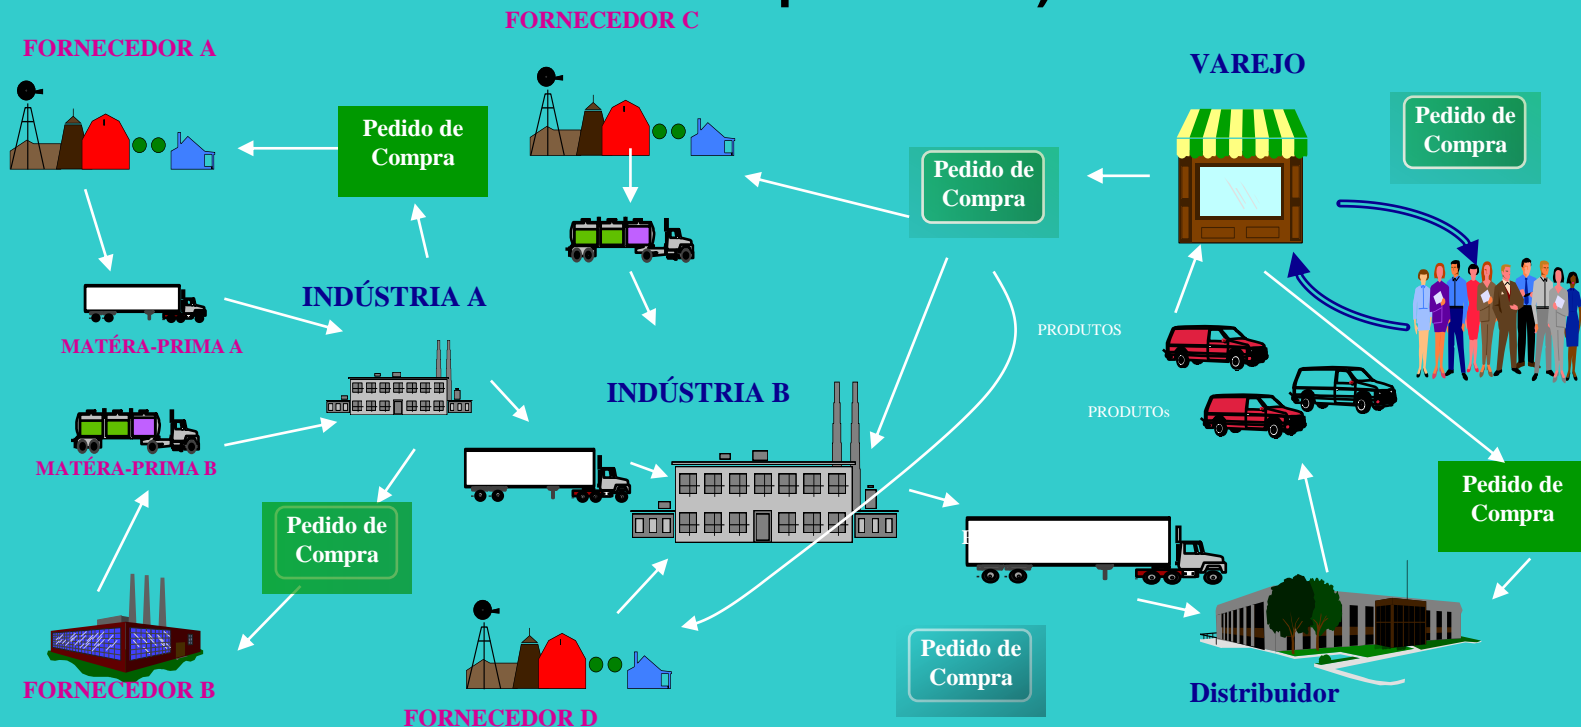 FORNECEDOR C
FORNECEDOR A
VAREJO
Pedido de
Compra
Pedido de
Compra
Pedido de
Compra
INDÚSTRIA A
PRODUTOS
MATÉRA-PRIMA A
INDÚSTRIA B
PRODUTOs
MATÉRA-PRIMA B
Pedido de
Compra
Pedido de
Compra
Pedido de
Compra
FORNECEDOR B
Distribuidor
FORNECEDOR D